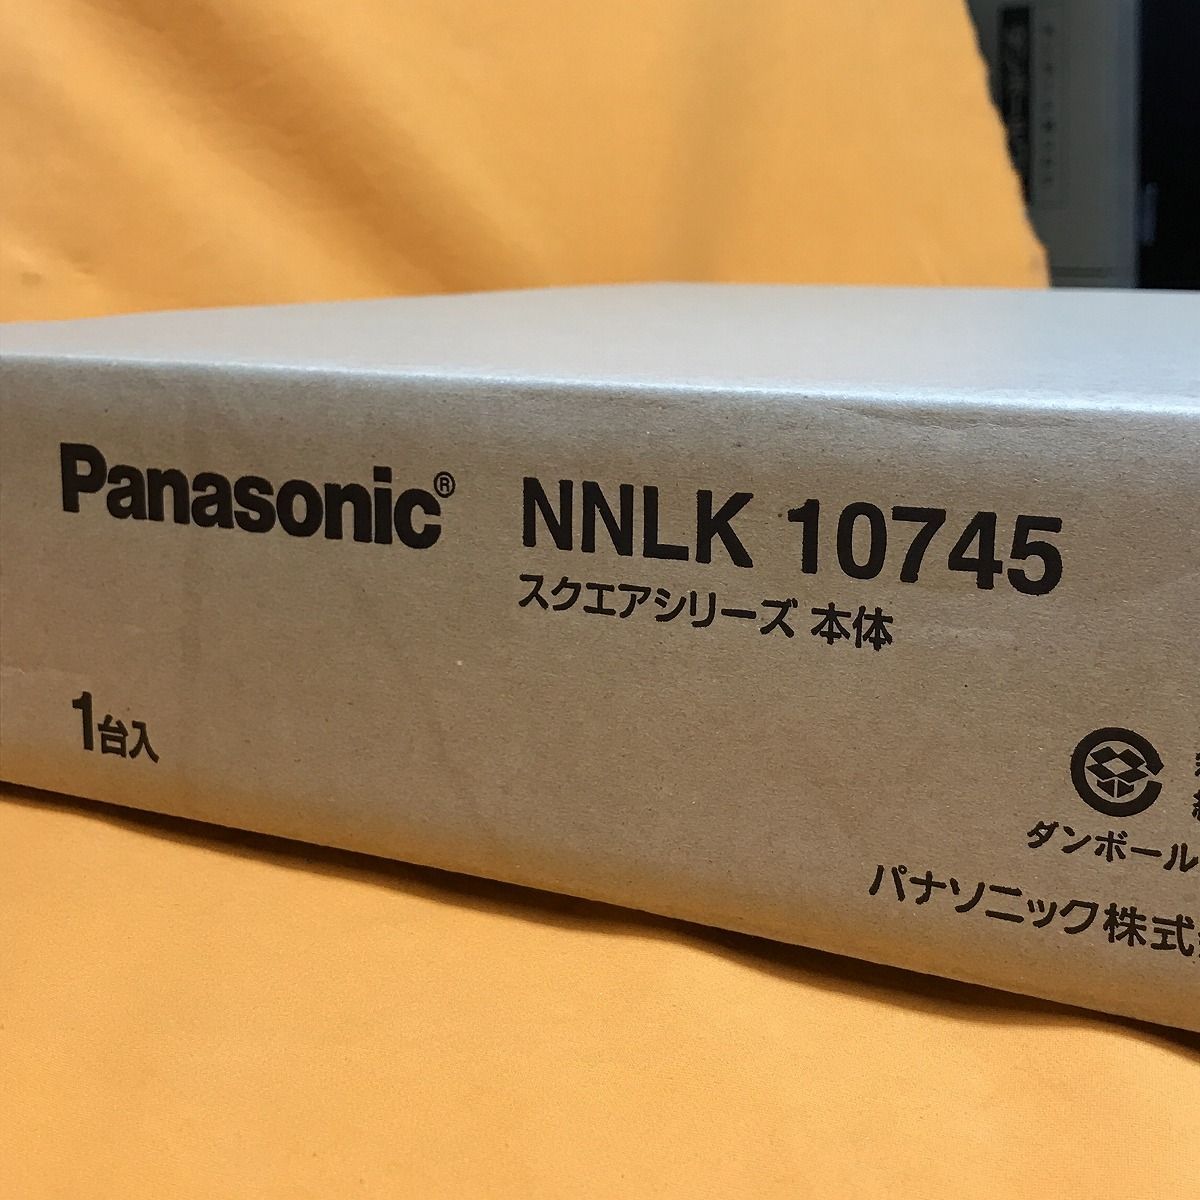 Panasonic® NNLK 10745
スクエアシリーズ 本体
1台入
ダンボール
パナソニック株式